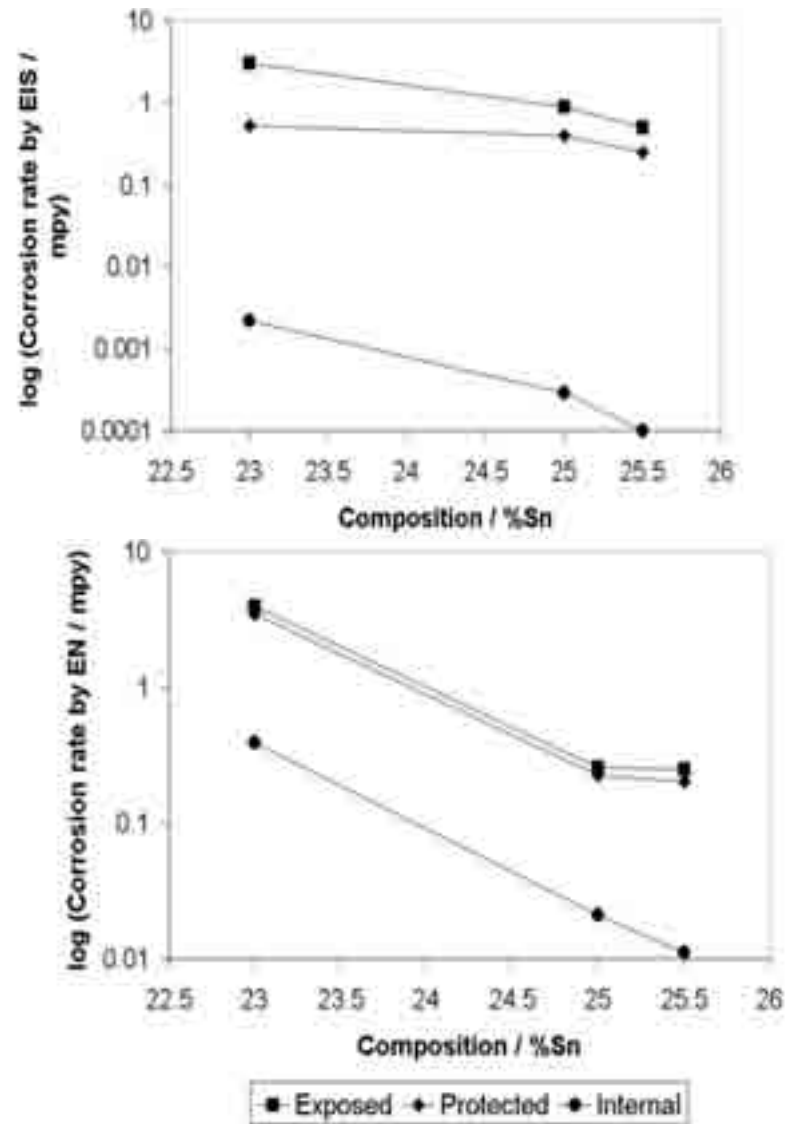 10
1
0.1
0.01
0.001
0.0001
log (Corrosion rate by EIS /
mpy)
22.5 23 23.5 24 24.5 25 25.5 26
Composition / %Sn
10
1
0.1
0.01
log (Corrosion rate by EN / mpy)
22.5 23 23.5 24 24.5 25 25.5 26
Composition / %Sn
Exposed Protected Internal